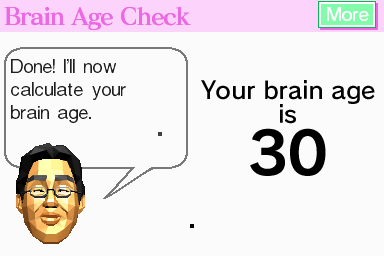 Brain Age Check
More
Done! I'll now
calculate your
brain age.
Your brain age
is
30